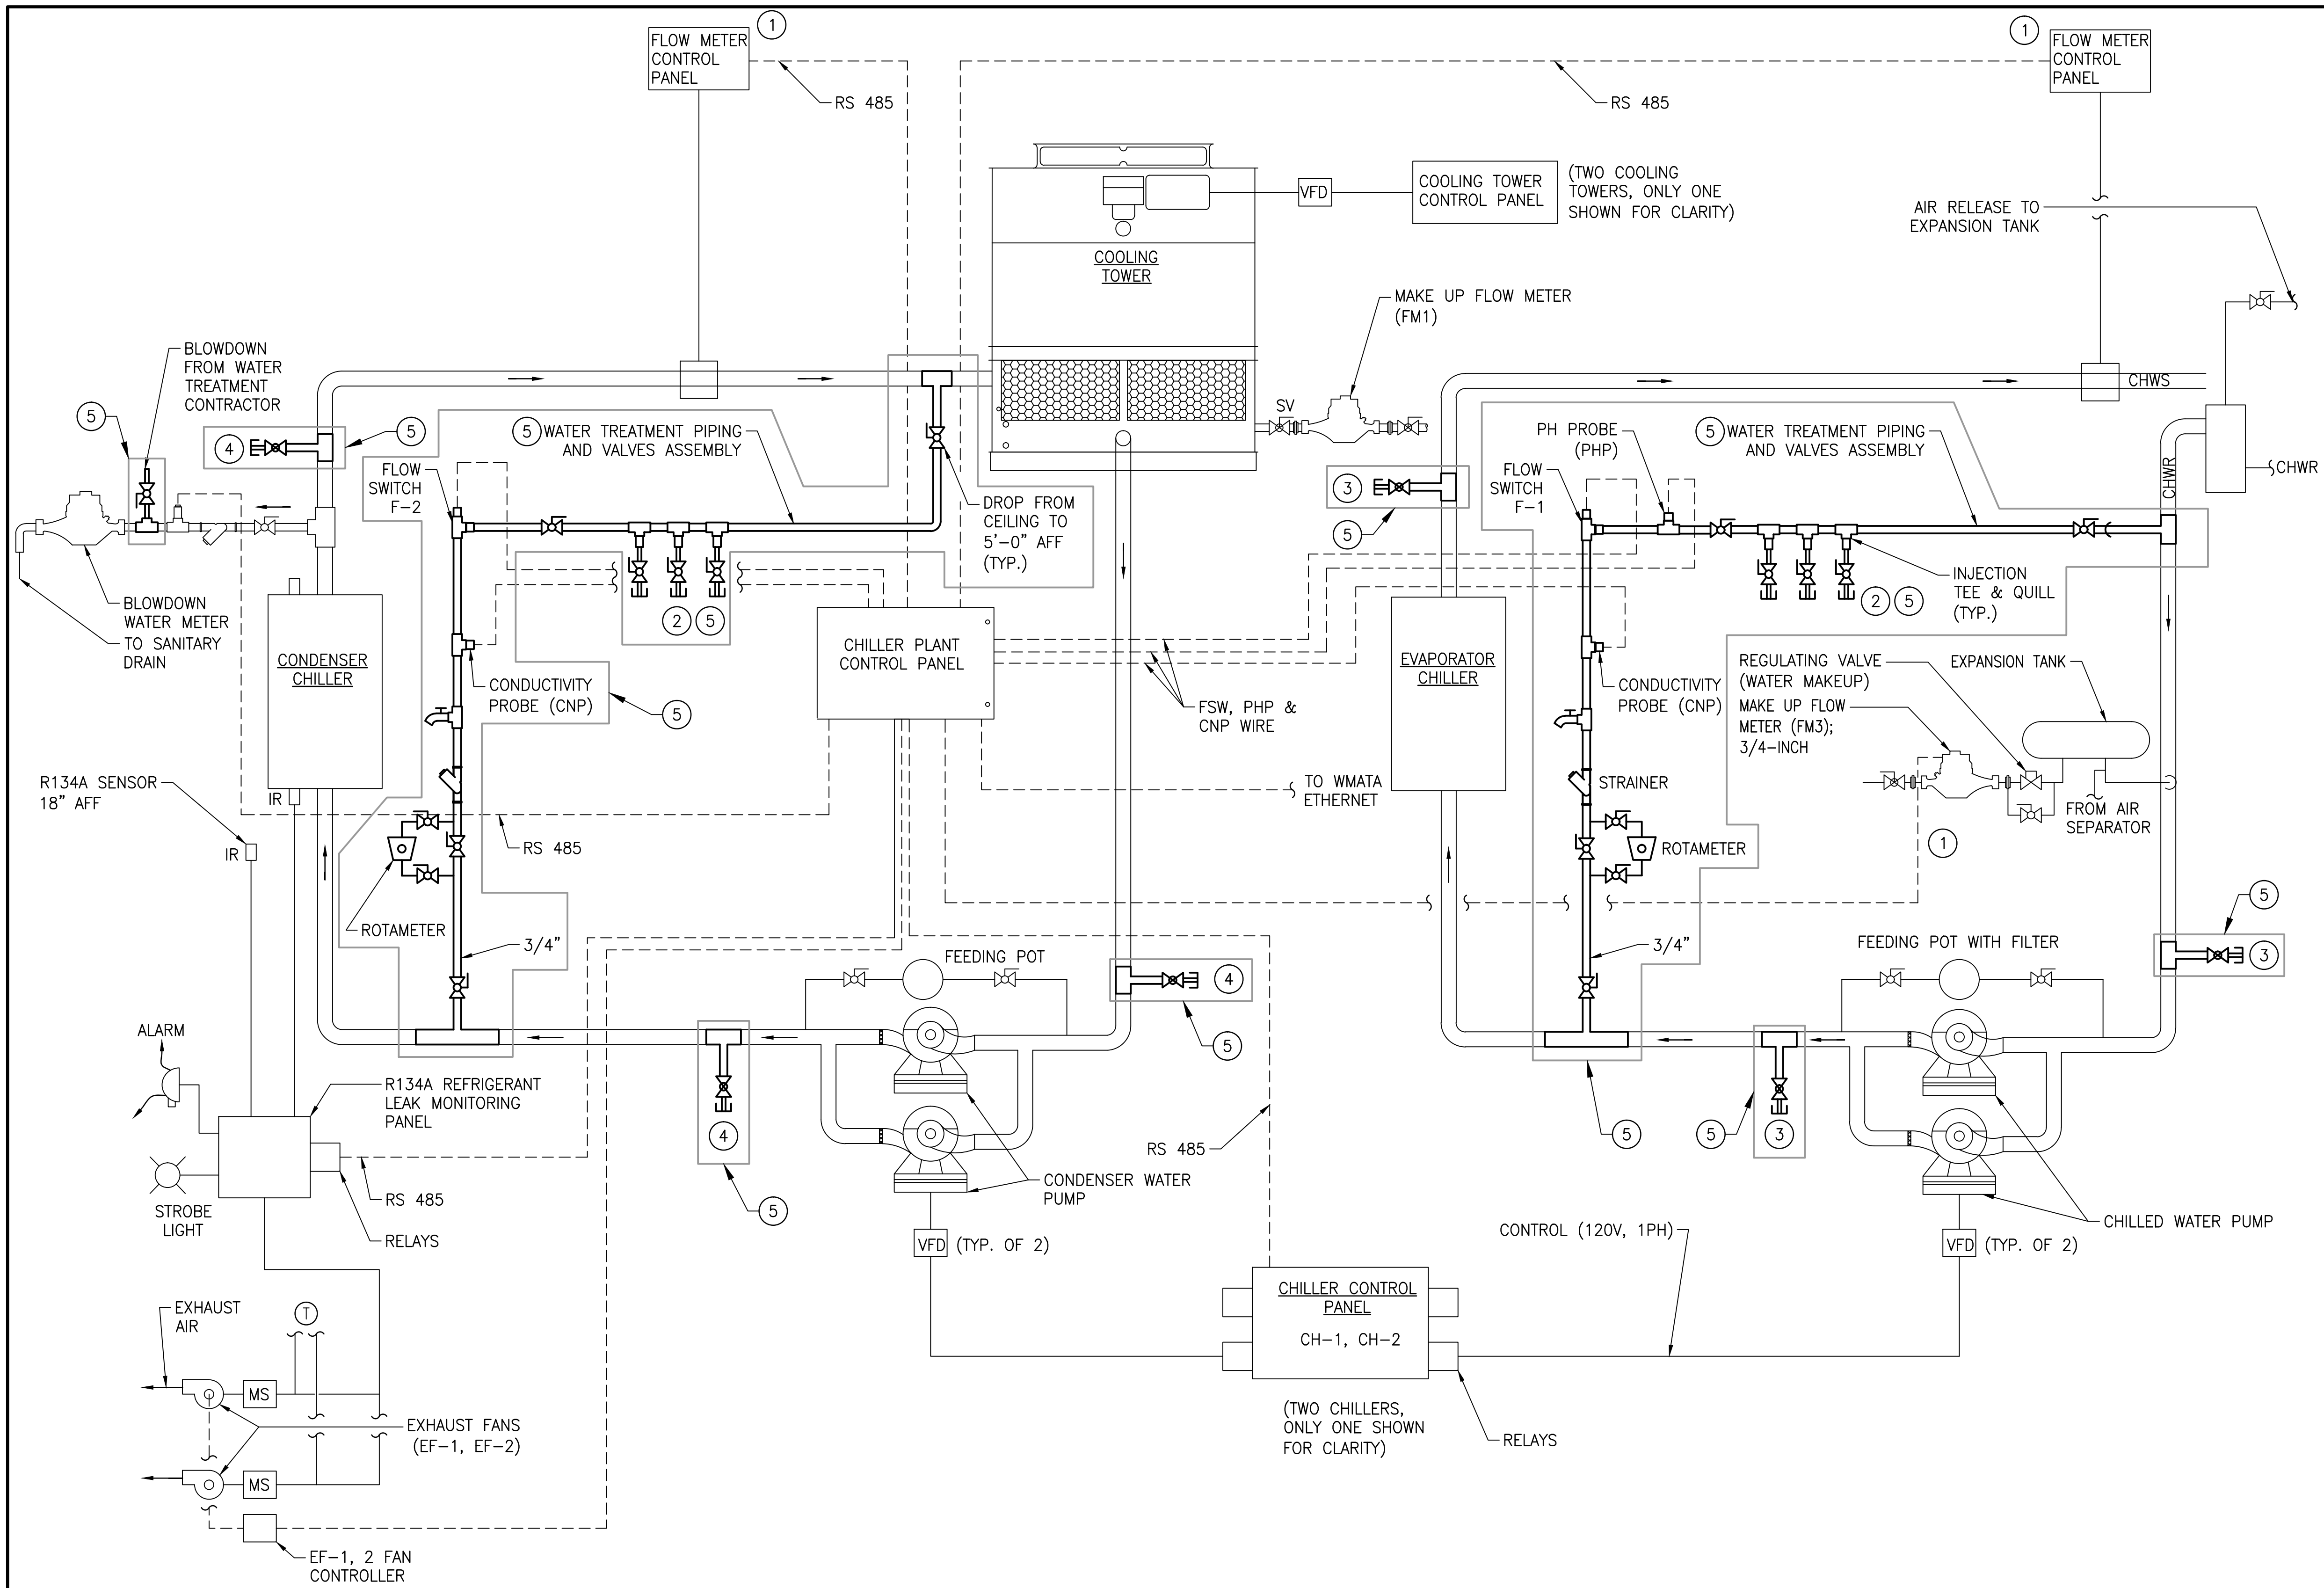 1
FLOW METER
CONTROL
PANEL
RS 485
1
FLOW METER
CONTROL
PANEL
RS 485
VFD
COOLING TOWER
CONTROL PANEL
(TWO COOLING
TOWERS, ONLY ONE
SHOWN FOR CLARITY)
AIR RELEASE TO
EXPANSION TANK
COOLING
TOWER
MAKE UP FLOW METER
(FM1)
SV
BLOWDOWN
FROM WATER
TREATMENT
CONTRACTOR
5
4
5
5
WATER TREATMENT PIPING
AND VALVES ASSEMBLY
FLOW
SWITCH
F-2
DROP FROM
CEILING TO
5'-0" AFF
(TYP.)
CHWS
CHWR
CHWR
PH PROBE
(PHP)
5
WATER TREATMENT PIPING
AND VALVES ASSEMBLY
FLOW
SWITCH
F-1
3
5
INJECTION
TEE & QUILL
(TYP.)
2
5
2
5
BLOWDOWN
WATER METER
TO SANITARY
DRAIN
CONDENSER
CHILLER
CHILLER PLANT
CONTROL PANEL
EVAPORATOR
CHILLER
CONDUCTIVITY
PROBE (CNP)
5
FSW, PHP &
CNP WIRE
CONDUCTIVITY
PROBE (CNP)
REGULATING VALVE
(WATER MAKEUP)
EXPANSION TANK
MAKE UP FLOW
METER (FM3);
3/4-INCH
R134A SENSOR
18" AFF
IR
IR
TO WMATA
ETHERNET
STRAINER
FROM AIR
SEPARATOR
RS 485
ROTAMETER
1
ROTAMETER
3/4"
3/4"
FEEDING POT
4
5
FEEDING POT WITH FILTER
5
3
ALARM
R134A REFRIGERANT
LEAK MONITORING
PANEL
4
5
RS 485
5
5
3
STROBE
LIGHT
RS 485
RELAYS
CONDENSER WATER
PUMP
VFD
(TYP. OF 2)
CONTROL (120V, 1PH)
CHILLED WATER PUMP
VFD
(TYP. OF 2)
CHILLER CONTROL
PANEL
CH-1, CH-2
(TWO CHILLERS,
ONLY ONE SHOWN
FOR CLARITY)
RELAYS
EXHAUST
AIR
T
MS
EXHAUST FANS
(EF-1, EF-2)
MS
EF-1, 2 FAN
CONTROLLER